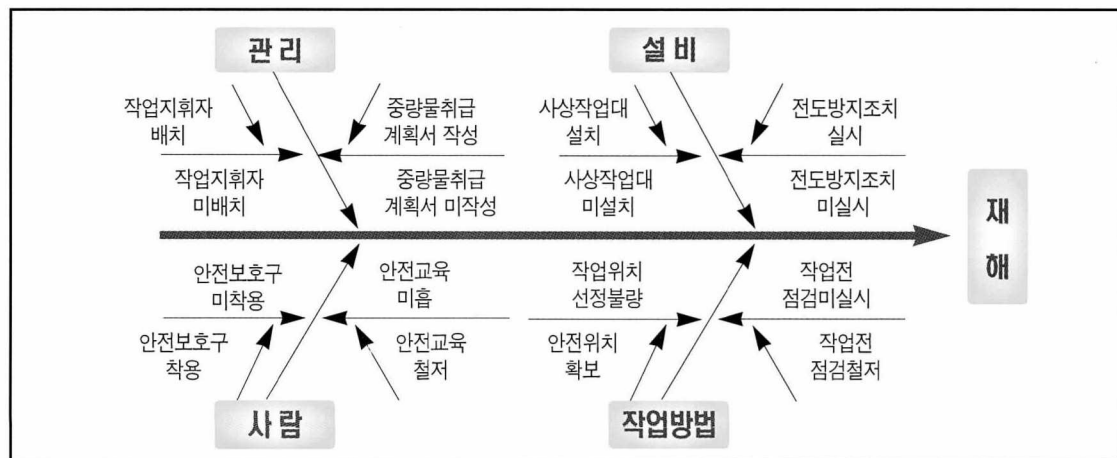 관 리
설 비
작업지휘자
배치
중량물취급
계획서 작성
사상작업대
설치
전도방지조치
실시
작업지휘자
미배치
중량물취급
계획서 미작성
사상작업대
미설치
전도방지조치
미실시
재
해
안전보호구
미착용
안전교육
미흡
작업위치
선정불량
작업전
점검미실시
안전보호구
착용
안전교육
철저
안전위치
확보
작업전
점검철저
사 람
작업방법